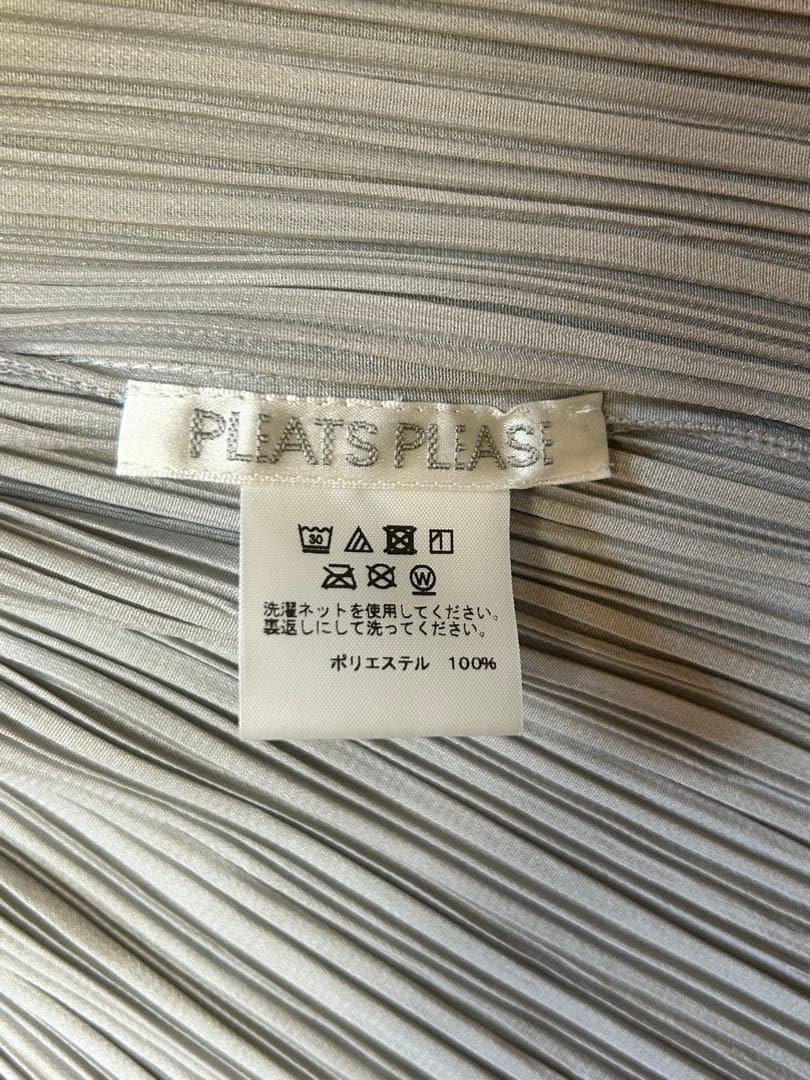 PLEATS PLEASE
30
W
洗濯ネットを使用してください。
裏返しにして洗ってください。
ポリエステル 100%